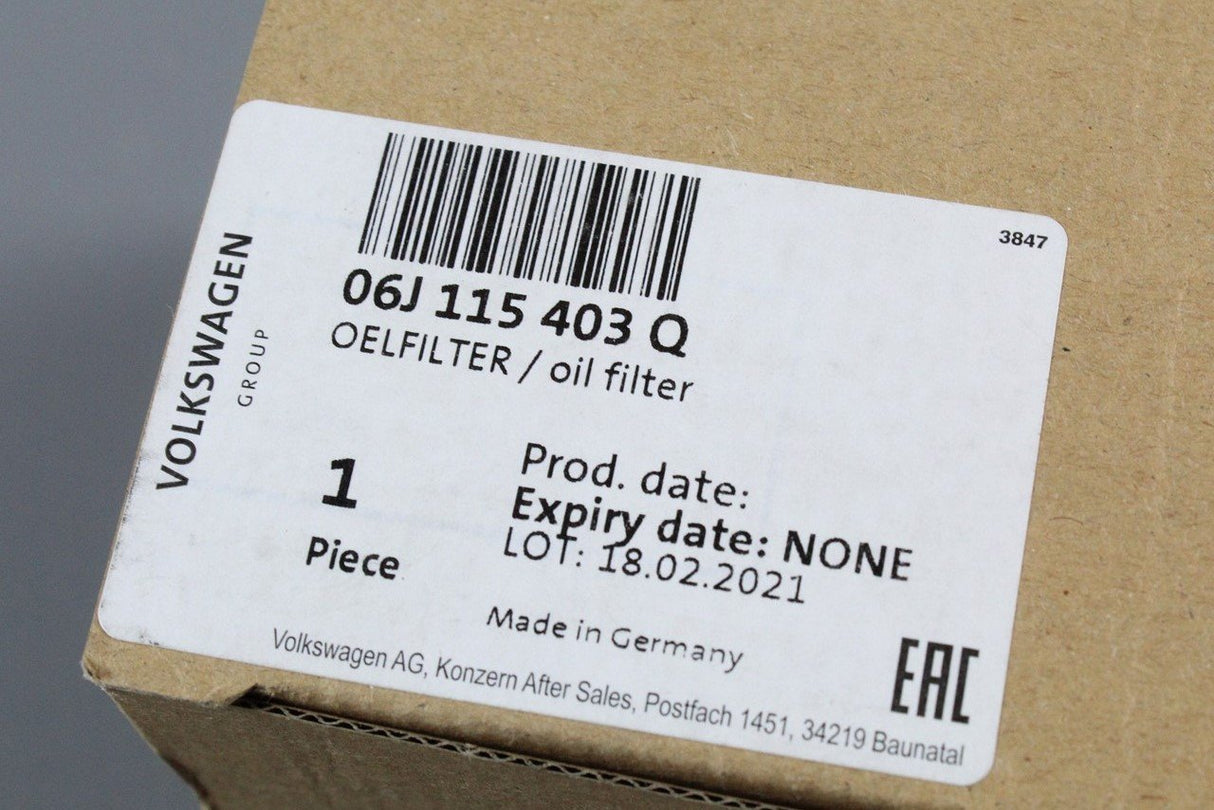 VOLKSWAGEN
GROUP
3847
06J 115 403 Q
OELFILTER / oil filter
1
Piece
Prod. date:
Expiry date: NONE
LOT: 18.02.2021
Made in Germany
Volkswagen AG, Konzern After Sales, Postfach 1451, 34219 Baunatal
EAC